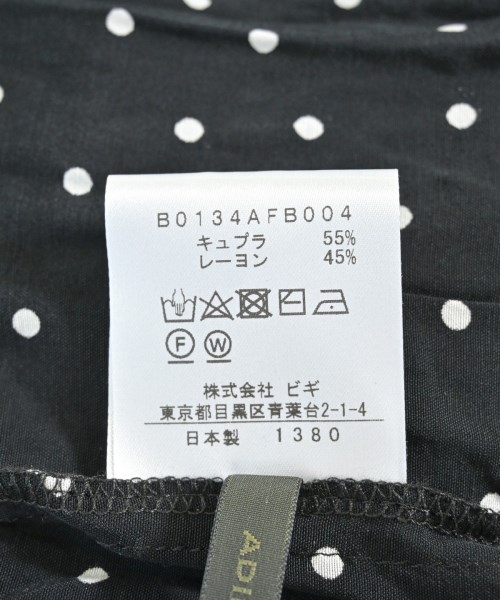 B0134AFB004
キュプラ 55%
レーヨン 45%
F W
株式会社 ビギ
東京都目黒区青葉台2-1-4
日本製 1380